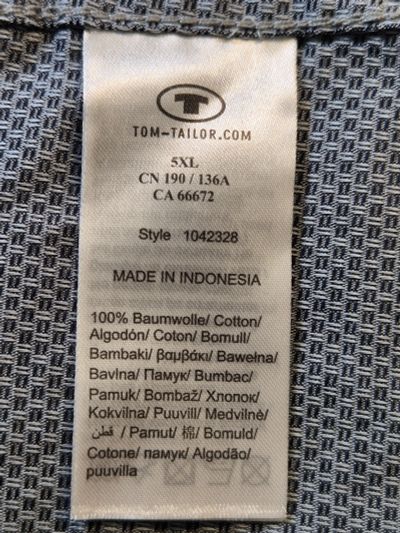 T
TOM-TAILOR.COM
5XL
CN 190 / 136A
CA 66672
Style 1042328
MADE IN INDONESIA
100% Baumwolle/ Cotton/
Algodón/ Coton/ Bomull/
Bambaki/ βαμβάκι/ Bawełna/
Bavlna/ Памук/ Bumbac/
Pamuk/ Bombaž/ Хлопок/
Kokvilna/ Puuvill/ Medvilnė/
قطن / Pamut/ 棉/ Bomuld/
Cotone/ памук/ Algodão/
puuvilla